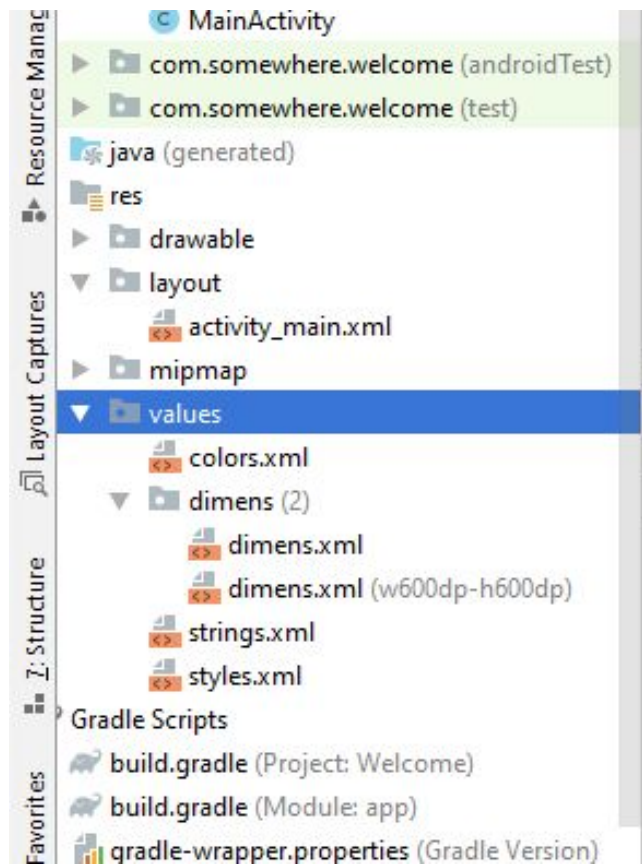 MainActivity
com.somewhere.welcome (androidTest)
com.somewhere.welcome (test)
java (generated)
res
drawable
layout
activity_main.xml
mipmap
values
colors.xml
dimens (2)
dimens.xml
dimens.xml (w600dp-h600dp)
strings.xml
styles.xml
Gradle Scripts
build.gradle (Project: Welcome)
build.gradle (Module: app)
gradle-wrapper.properties (Gradle Version)
Resource Manag
Layout Captures
7: Structure
Favorites